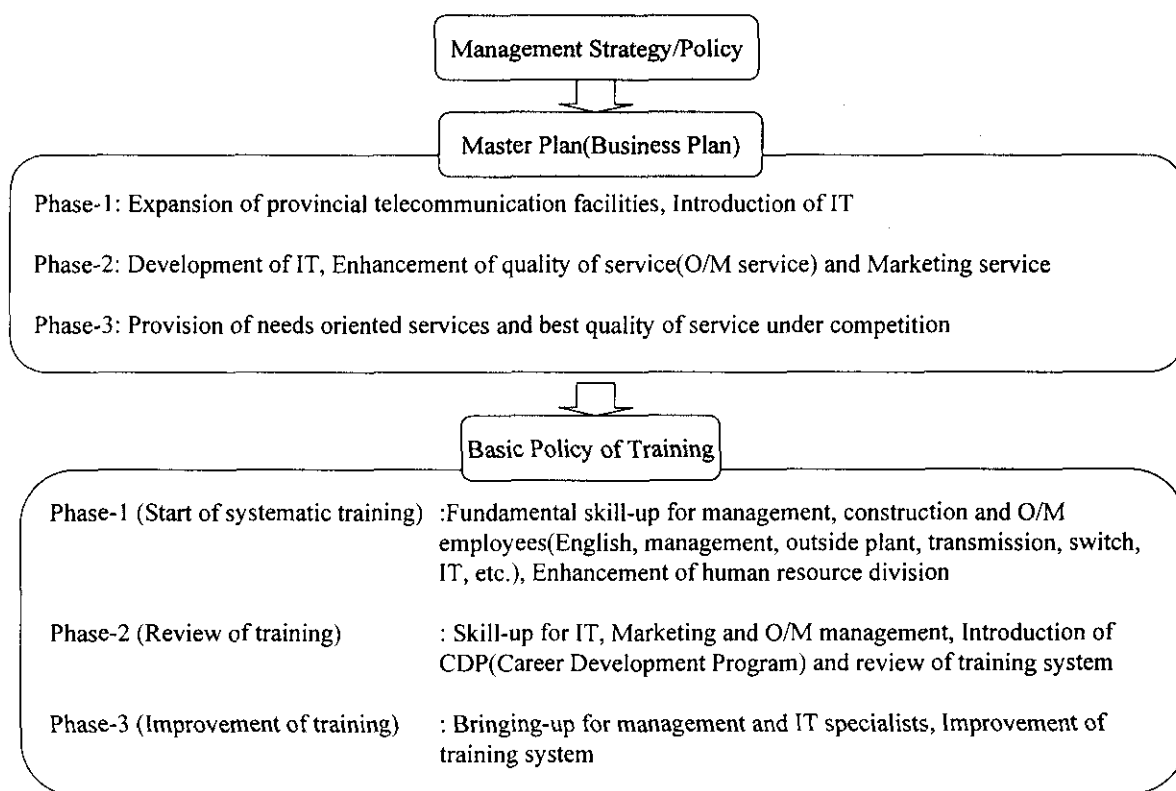 Management Strategy/Policy
Master Plan(Business Plan)
Phase-1: Expansion of provincial telecommunication facilities, Introduction of IT
Phase-2: Development of IT, Enhancement of quality of service(O/M service) and Marketing service
Phase-3: Provision of needs oriented services and best quality of service under competition
Basic Policy of Training
Phase-1 (Start of systematic training) :Fundamental skill-up for management, construction and O/M
employees(English, management, outside plant, transmission, switch,
IT, etc.), Enhancement of human resource division
Phase-2 (Review of training) : Skill-up for IT, Marketing and O/M management, Introduction of
CDP(Career Development Program) and review of training system
Phase-3 (Improvement of training) : Bringing-up for management and IT specialists, Improvement of
training system